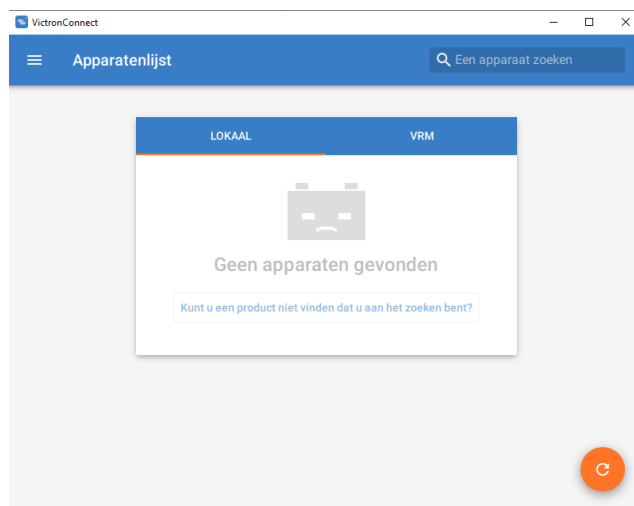 VictronConnect
Apparatenlijst
Een apparaat zoeken
LOKAAL
VRM
Geen apparaten gevonden
Kunt u een product niet vinden dat u aan het zoeken bent?